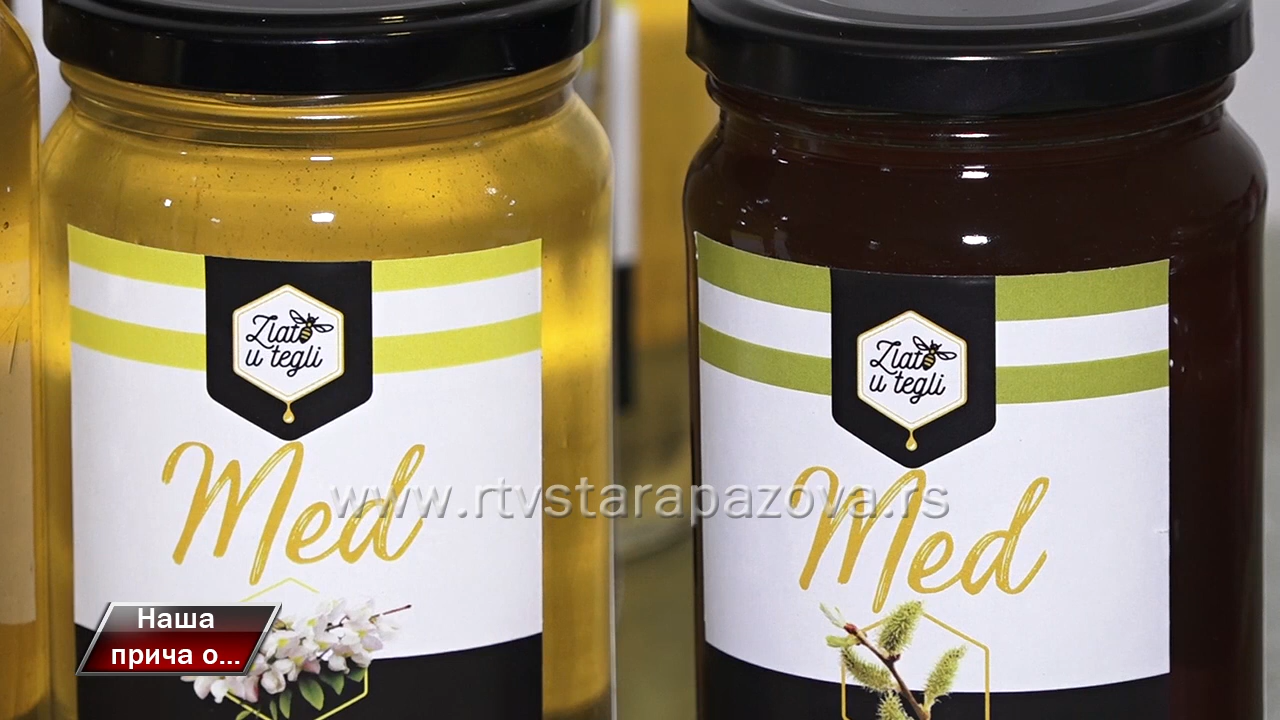 Zlato
u tegli
Med
Zlato
u tegli
Med
www.rtvstarapazova.rs
Наша
прича о...